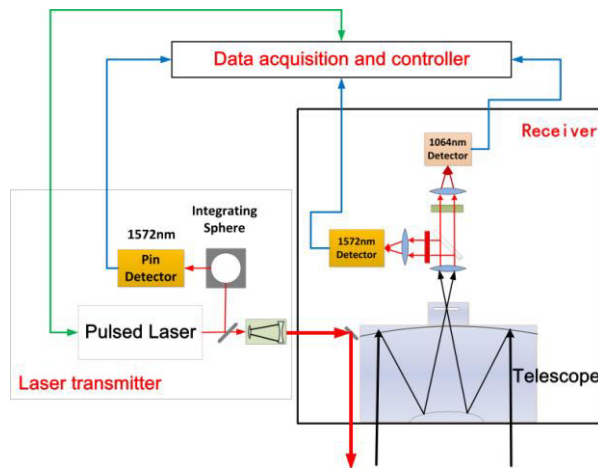 Data acquisition and controller
Receiver
1064nm
Detector
Integrating
Sphere
1572nm
Pin
Detector
1572nm
Detector
Pulsed Laser
Telescope
Laser transmitter